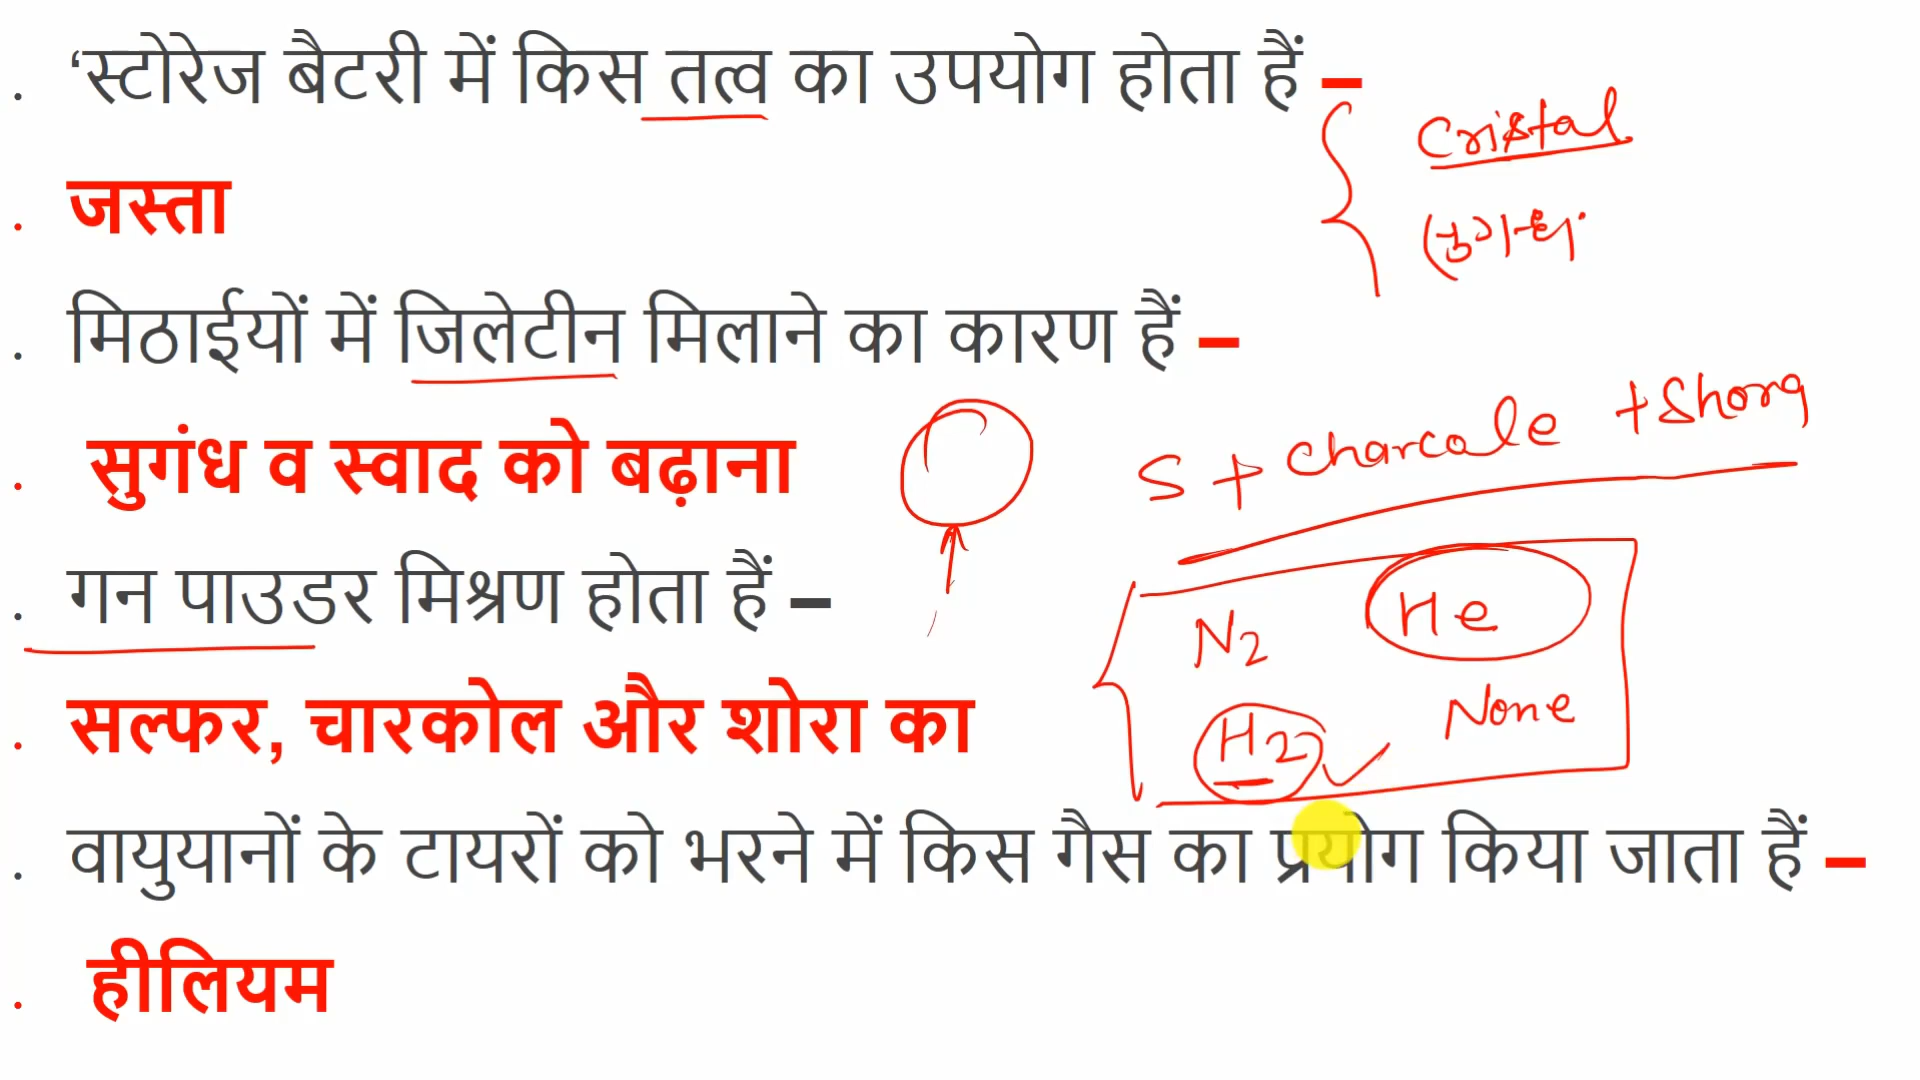 . ‘स्टोरेज बैटरी में किस तत्व का उपयोग होता हैं –
Cristal
. जस्ता
. मिठाईयों में जिलेटीन मिलाने का कारण हैं –
S + charcole + Shorq
. सुगंध व स्वाद को बढ़ाना
. गन पाउडर मिश्रण होता हैं –
N2 He
. सल्फर, चारकोल और शोरा का
H2 None
. वायुयानों के टायरों को भरने में किस गैस का प्रयोग किया जाता हैं –
. हीलियम